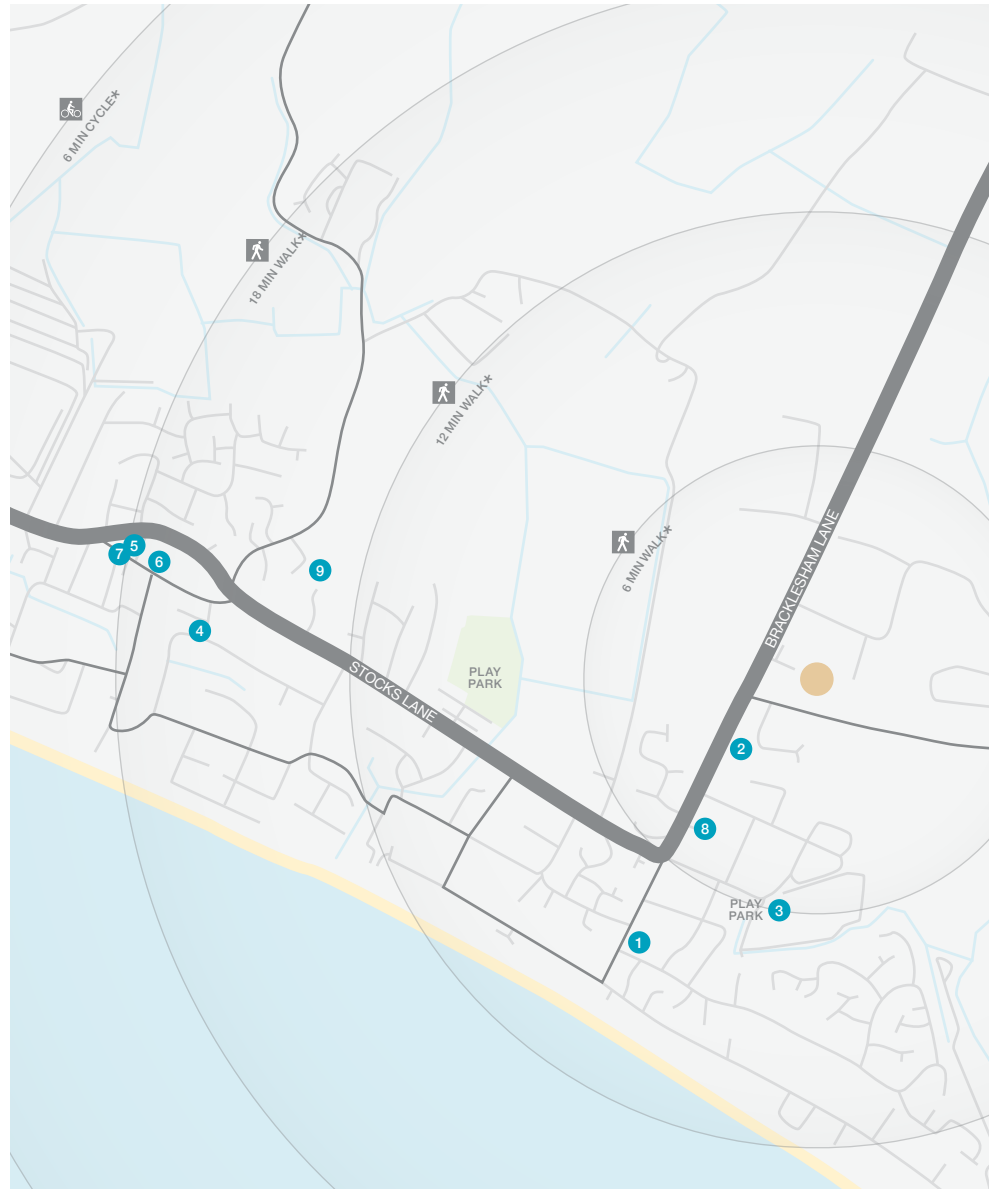 6 MIN CYCLE*
18 MIN WALK*
12 MIN WALK*
6 MIN WALK*
BRACKLESHAM LANE
7
5
6
9
4
STOCKS LANE
PLAY
PARK
2
8
PLAY
PARK
3
1